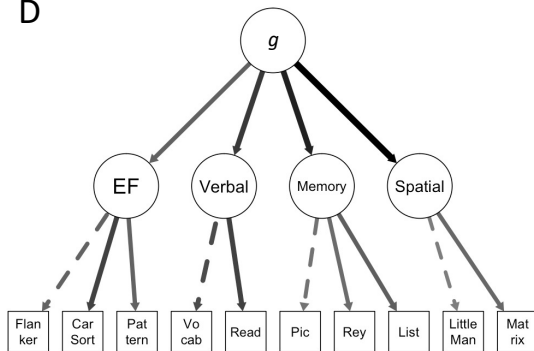 D
g
EF
Verbal
Memory
Spatial
Flan
ker
Car
Sort
Pat
tern
Vo
cab
Read
Pic
Rey
List
Little
Man
Mat
rix